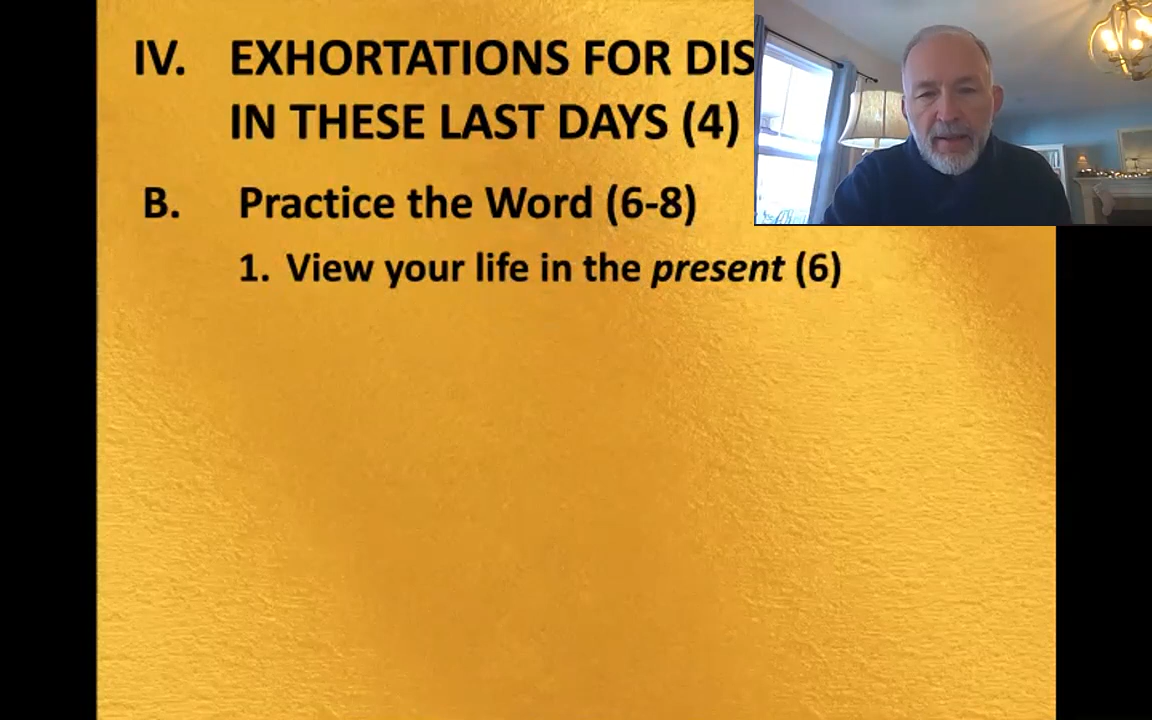 IV. EXHORTATIONS FOR DIS
IN THESE LAST DAYS (4)
B. Practice the Word (6-8)
1. View your life in the present (6)